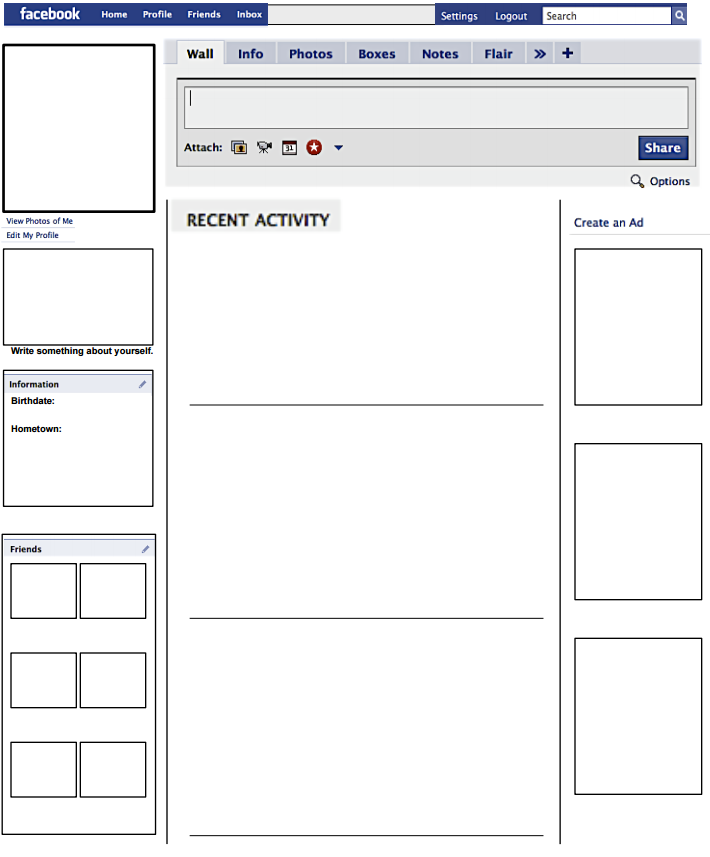 facebook Home Profile Friends Inbox Settings Logout Search
Wall Info Photos Boxes Notes Flair » +
Attach: 31 Share
Options
View Photos of Me
Edit My Profile
RECENT ACTIVITY
Create an Ad
Write something about yourself.
Information
Birthdate:
Hometown:
Friends